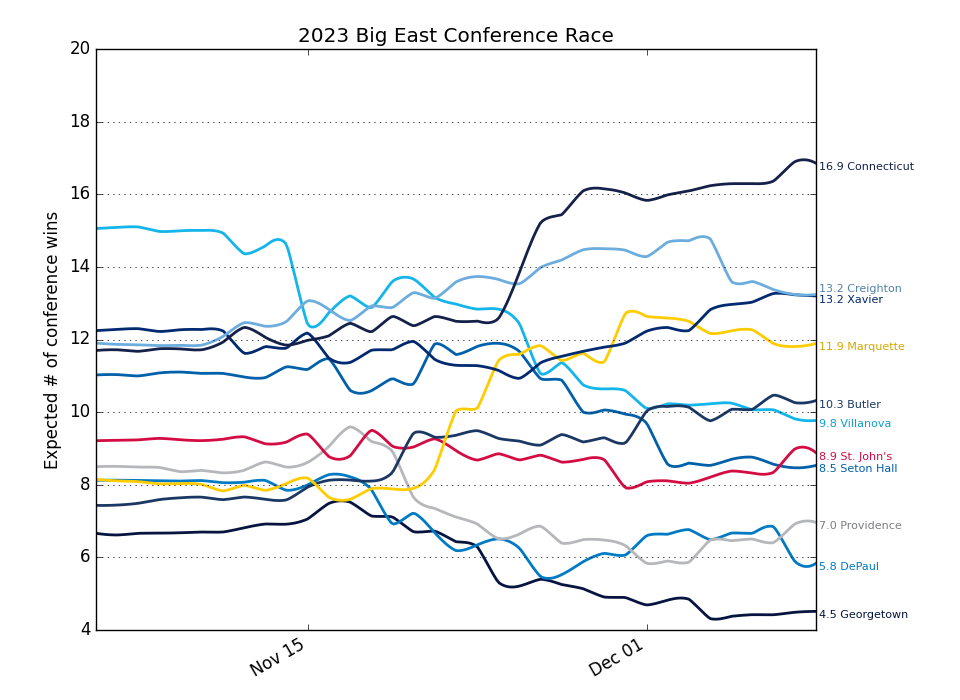 2023 Big East Conference Race
Expected # of conference wins
20
18
16
14
12
10
8
6
4
Nov 15
Dec 01
16.9 Connecticut
13.2 Creighton
13.2 Xavier
11.9 Marquette
10.3 Butler
9.8 Villanova
8.9 St. John's
8.5 Seton Hall
7.0 Providence
5.8 DePaul
4.5 Georgetown